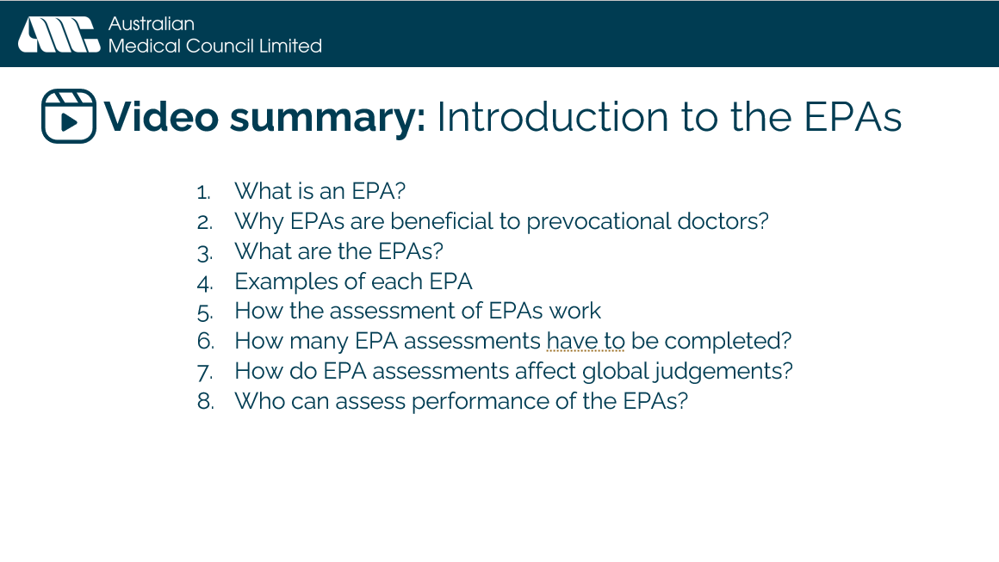 Australian
Medical Council Limited
Video summary: Introduction to the EPAs
1. What is an EPA?
2. Why EPAs are beneficial to prevocational doctors?
3. What are the EPAs?
4. Examples of each EPA
5. How the assessment of EPAs work
6. How many EPA assessments have to be completed?
7. How do EPA assessments affect global judgements?
8. Who can assess performance of the EPAs?